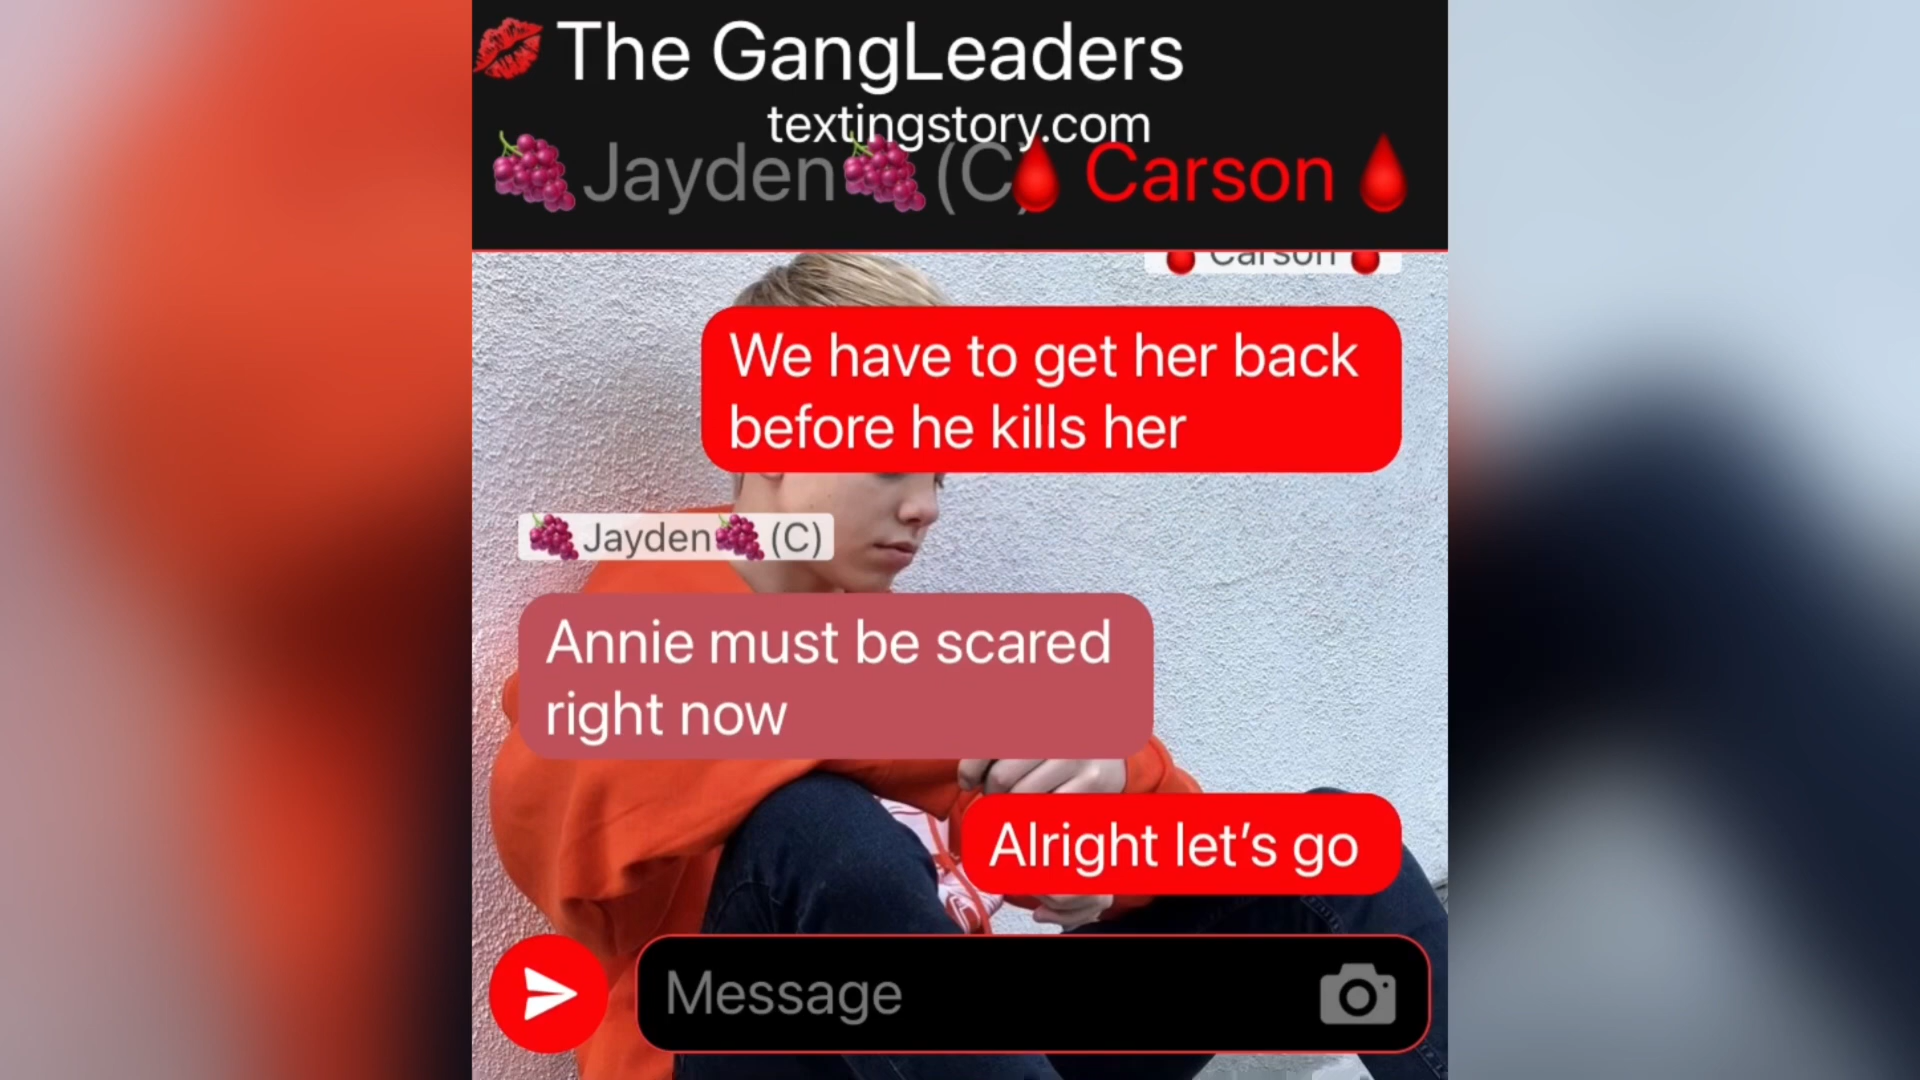 💋The GangLeaders
textingstory.com
🍇Jayden🍇(C)
🩸 Carson 🩸
🩸 Carson 🩸
We have to get her back
before he kills her
🍇Jayden🍇(C)
Annie must be scared
right now
Alright let’s go
Message